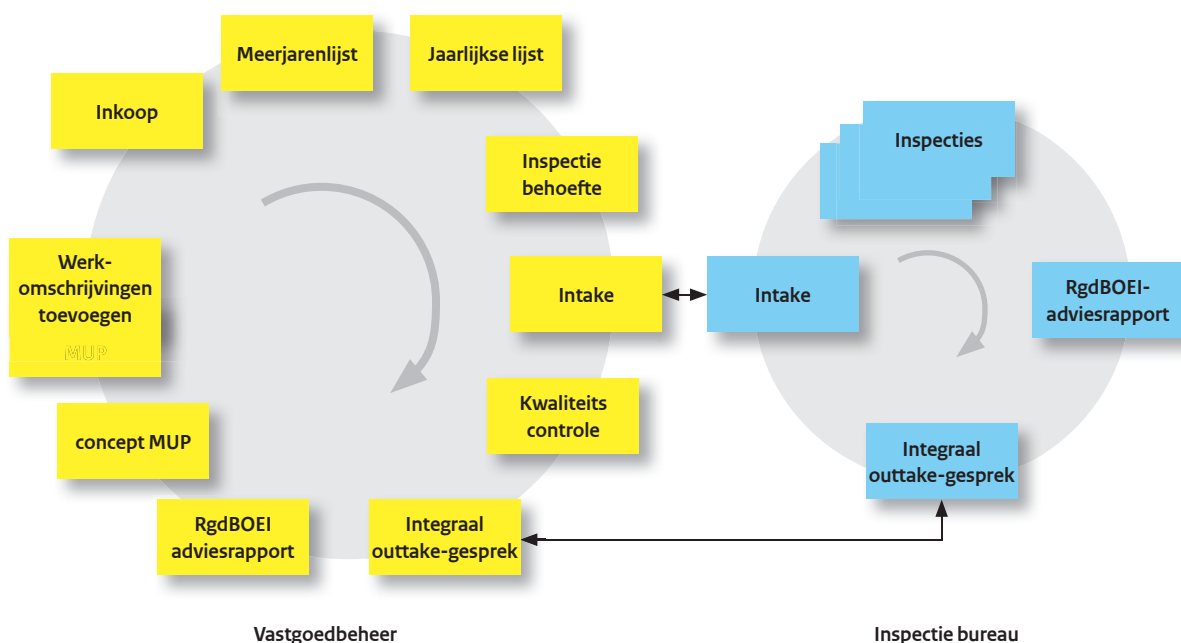 Meerjarenlijst
Jaarlijkse lijst
Inkoop
Inspectie
behoefte
Werk-
omschrijvingen
toevoegen
MUP
Intake
Kwaliteits
controle
concept MUP
RgdBOEI
adviesrapport
Integraal
outtake-gesprek
Vastgoedbeheer
Inspecties
Intake
RgdBOEI-
adviesrapport
Integraal
outtake-gesprek
Inspectie bureau